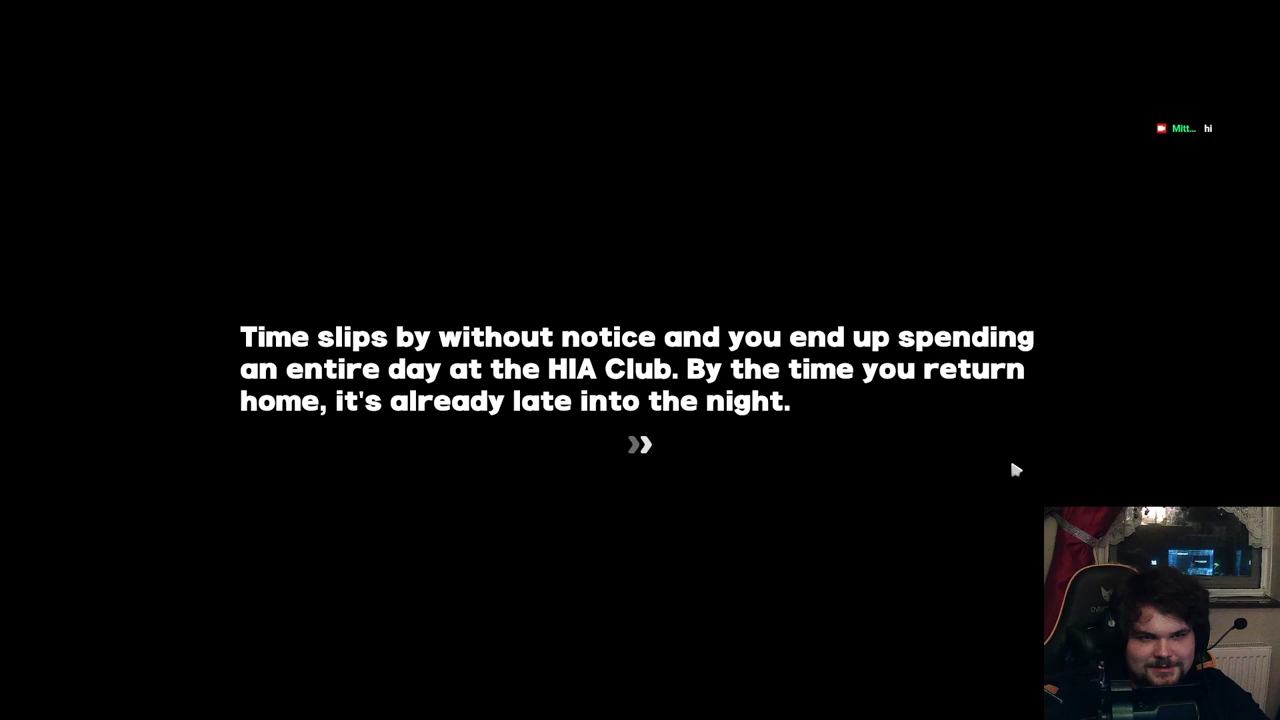 Mitt... hi
Time slips by without notice and you end up spending
an entire day at the HIA Club. By the time you return
home, it's already late into the night.